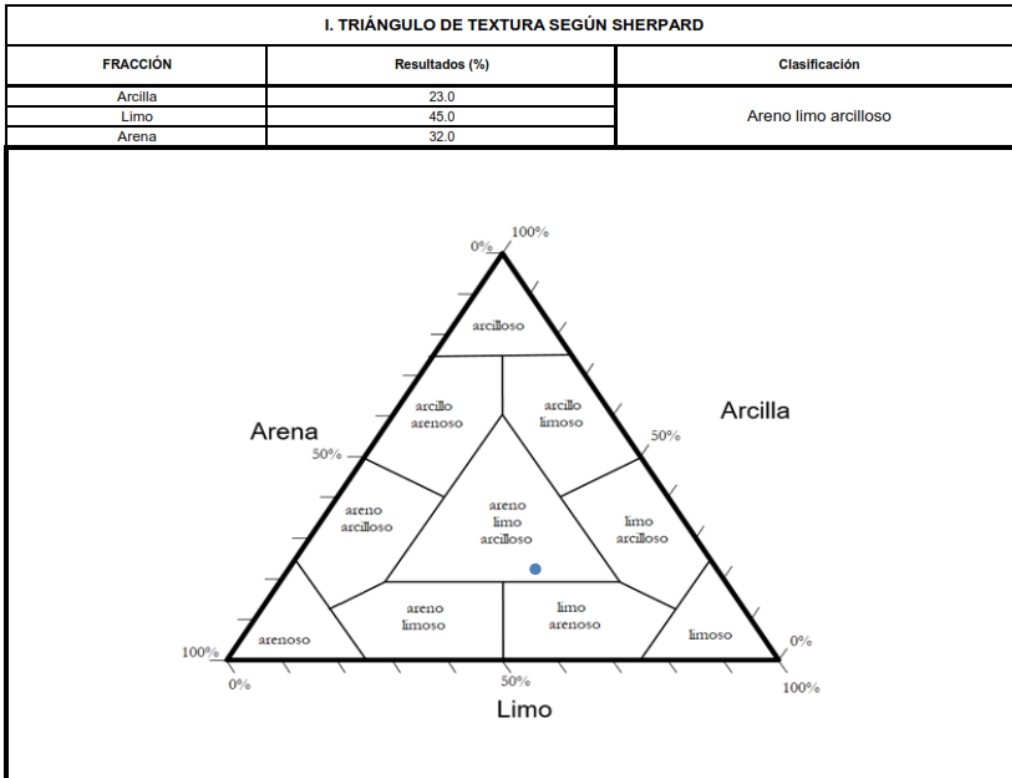 I. TRIÁNGULO DE TEXTURA SEGÚN SHERPARD
FRACCIÓN Resultados (%) Clasificación
Arcilla 23.0
Limo 45.0
Arena 32.0
Areno limo arcilloso
100%
0%
arcilloso
arcillo
arenoso
arcillo
limoso
Arcilla
Arena
50%
50%
areno
arcilloso
areno
limo
arcilloso
limo
arcilloso
areno
limoso
limo
arenoso
arenoso
limoso
100%
0%
0%
50%
100%
Limo